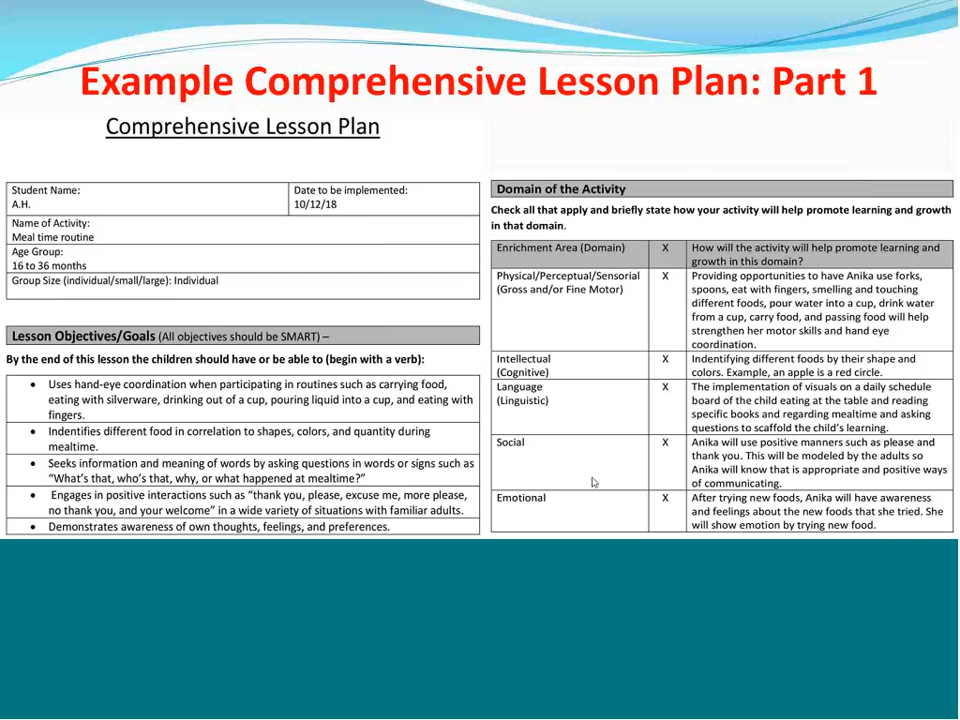 Example Comprehensive Lesson Plan: Part 1
Comprehensive Lesson Plan
Student Name:
A.H.
Date to be implemented:
10/12/18
Name of Activity:
Meal time routine
Age Group:
16 to 36 months
Group Size (individual/small/large): Individual
Lesson Objectives/Goals (All objectives should be SMART) –
By the end of this lesson the children should have or be able to (begin with a verb):
• Uses hand-eye coordination when participating in routines such as carrying food,
eating with silverware, drinking out of a cup, pouring liquid into a cup, and eating with
fingers.
• Indentifies different food in correlation to shapes, colors, and quantity during
mealtime.
• Seeks information and meaning of words by asking questions in words or signs such as
“What’s that, who’s that, why, or what happened at mealtime?”
• Engages in positive interactions such as “thank you, please, excuse me, more please,
no thank you, and your welcome” in a wide variety of situations with familiar adults.
• Demonstrates awareness of own thoughts, feelings, and preferences.
Domain of the Activity
Check all that apply and briefly state how your activity will help promote learning and growth
in that domain.
Enrichment Area (Domain)
X
How will the activity will help promote learning and
growth in this domain?
Physical/Perceptual/Sensorial
(Gross and/or Fine Motor)
X
Providing opportunities to have Anika use forks,
spoons, eat with fingers, smelling and touching
different foods, pour water into a cup, drink water
from a cup, carry food, and passing food will help
strengthen her motor skills and hand eye
coordination.
Intellectual
(Cognitive)
X
Indentifying different foods by their shape and
colors. Example, an apple is a red circle.
Language
(Linguistic)
X
The implementation of visuals on a daily schedule
board of the child eating at the table and reading
specific books and regarding mealtime and asking
questions to scaffold the child’s learning.
Social
X
Anika will use positive manners such as please and
thank you. This will be modeled by the adults so
Anika will know that is appropriate and positive ways
of communicating.
Emotional
X
After trying new foods, Anika will have awareness
and feelings about the new foods that she tried. She
will show emotion by trying new food.